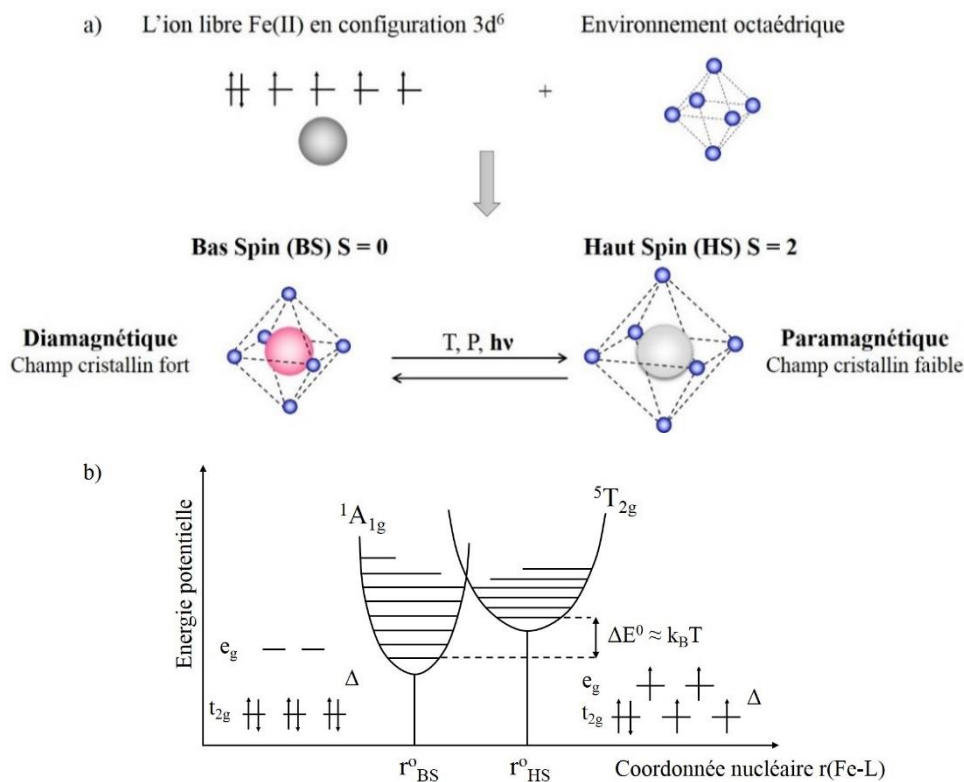 a) L'ion libre Fe(II) en configuration 3d⁶ Environnement octaédrique
+
Bas Spin (BS) S = 0 Haut Spin (HS) S = 2
Diamagnétique
Champ cristallin fort
T, P, hν
Paramagnétique
Champ cristallin faible
b)
Energie potentielle
¹A₁g
⁵T₂g
ΔE⁰ ≈ k_BT
e_g
Δ
t₂g
e_g
Δ
t₂g
r°_BS
r°_HS
Coordonnée nucléaire r(Fe-L)